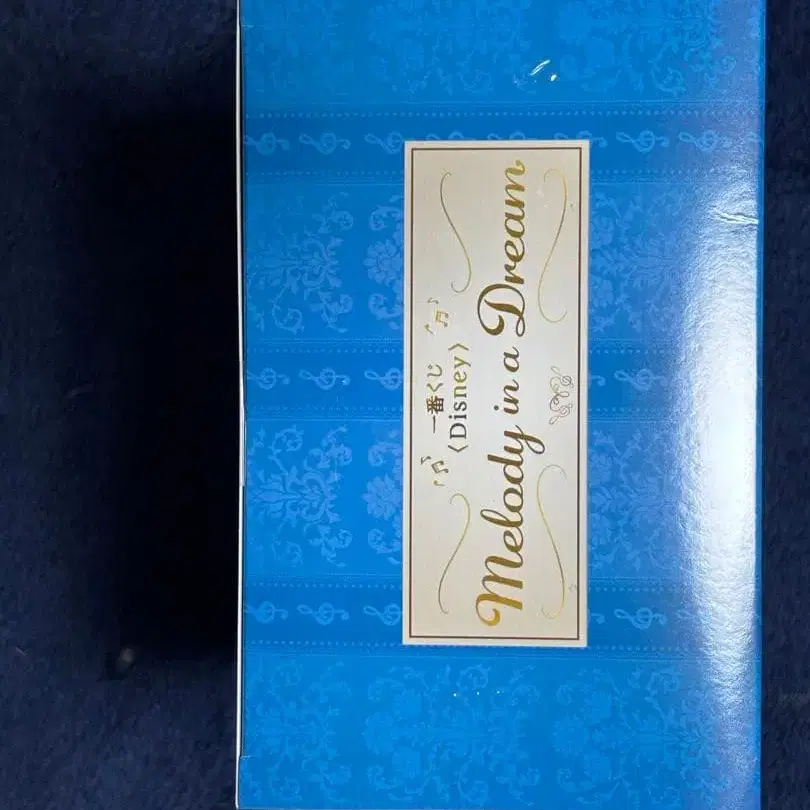 一番くじ
〈Disney〉
Melody in a Dream